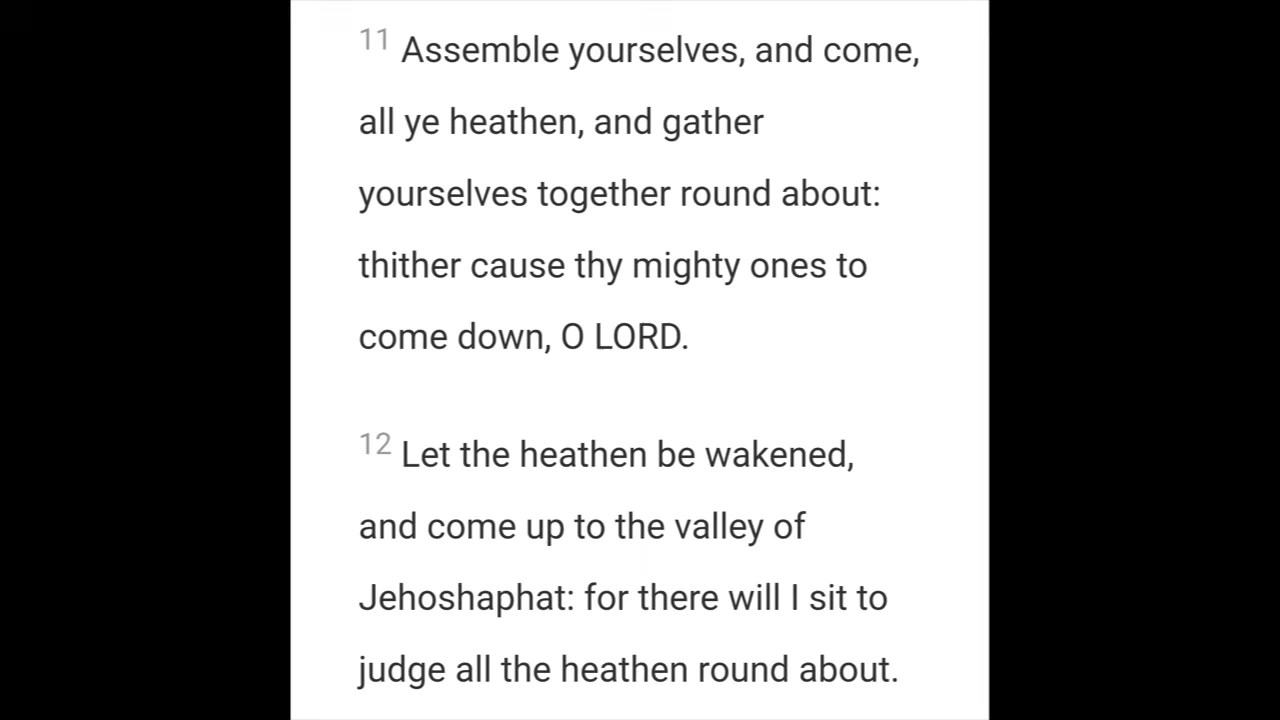 11 Assemble yourselves, and come,
all ye heathen, and gather
yourselves together round about:
thither cause thy mighty ones to
come down, O LORD.
12 Let the heathen be wakened,
and come up to the valley of
Jehoshaphat: for there will I sit to
judge all the heathen round about.